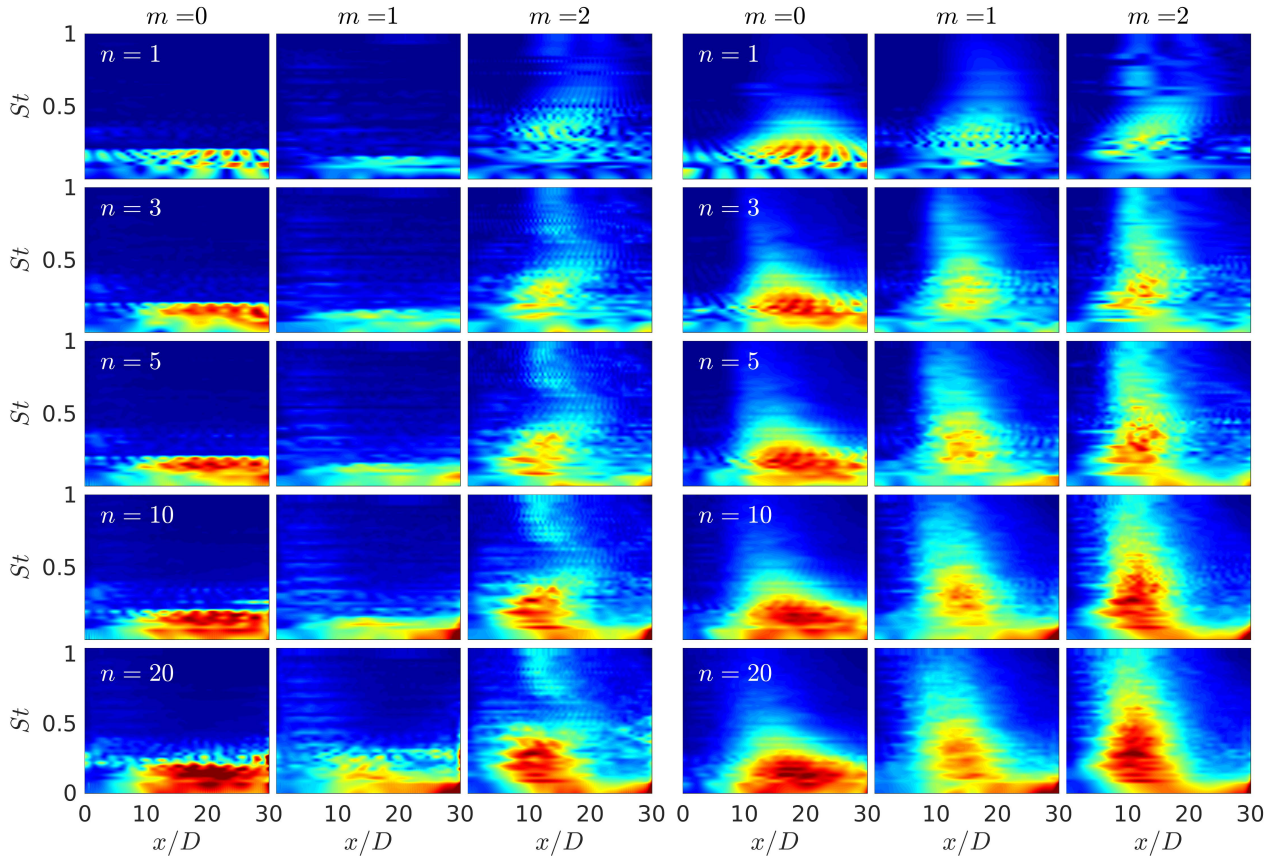 m =0 m =1 m =2 m =0 m =1 m =2
1 n = 1 n = 1
St 0.5
1 n = 3 n = 3
St 0.5
1 n = 5 n = 5
St 0.5
1 n = 10 n = 10
St 0.5
1 n = 20 n = 20
St 0.5
0
0 10 20 30 10 20 30 10 20 30 0 10 20 30 10 20 30 10 20 30
x/D x/D x/D x/D x/D x/D